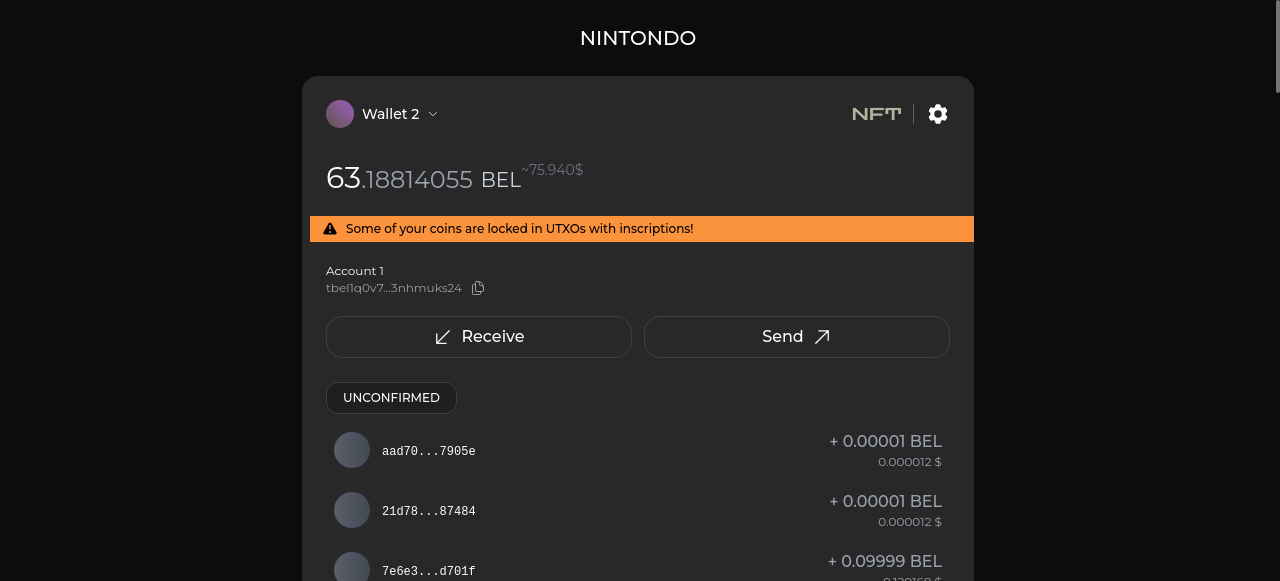 NINTONDO
Wallet 2
NFT
63.18814055 BEL ~75.940$
Some of your coins are locked in UTXOs with inscriptions!
Account 1
tbel1q0v7...3nhmuks24
Receive
Send
UNCONFIRMED
aad70...7905e
+ 0.00001 BEL
0.000012 $
21d78...87484
+ 0.00001 BEL
0.000012 $
7e6e3...d701f
+ 0.09999 BEL